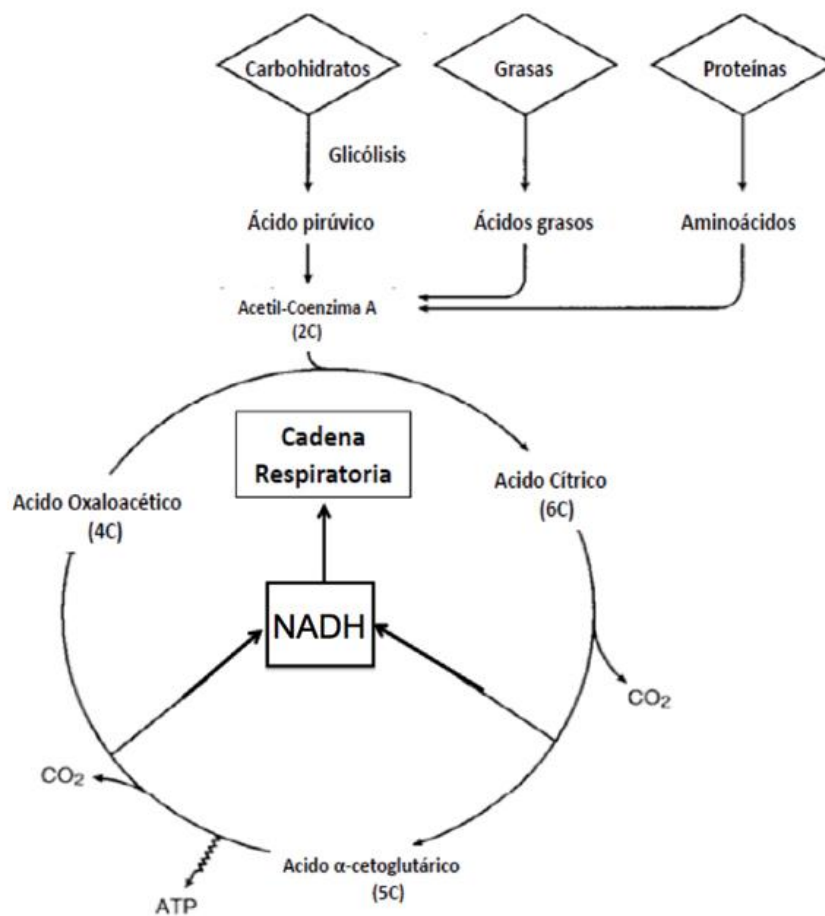 Carbohidratos
Grasas
Proteínas
Glicólisis
Ácido pirúvico
Ácidos grasos
Aminoácidos
Acetil-Coenzima A
(2C)
Cadena
Respiratoria
Acido Oxaloacético
(4C)
Acido Cítrico
(6C)
NADH
CO₂
CO₂
Acido α-cetoglutárico
(5C)
ATP